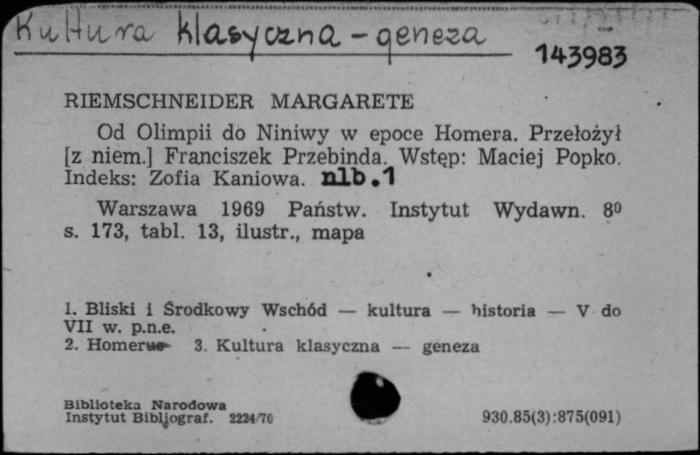 Kultura klasyczna - geneza
143983
RIEMSCHNEIDER MARGARETE
Od Olimpii do Niniwy w epoce Homera. Przełożył
[z niem.] Franciszek Przebinda. Wstęp: Maciej Popko.
Indeks: Zofia Kaniowa. nlb.1
Warszawa 1969 Państw. Instytut Wydawn. 8⁰
s. 173, tabl. 13, ilustr., mapa
1. Bliski i Środkowy Wschód — kultura — historia — V do
VII w. p.n.e.
2. Homerus 3. Kultura klasyczna — geneza
Biblioteka Narodowa
Instytut Bibljograf. 2224/70
930.85(3):875(091)